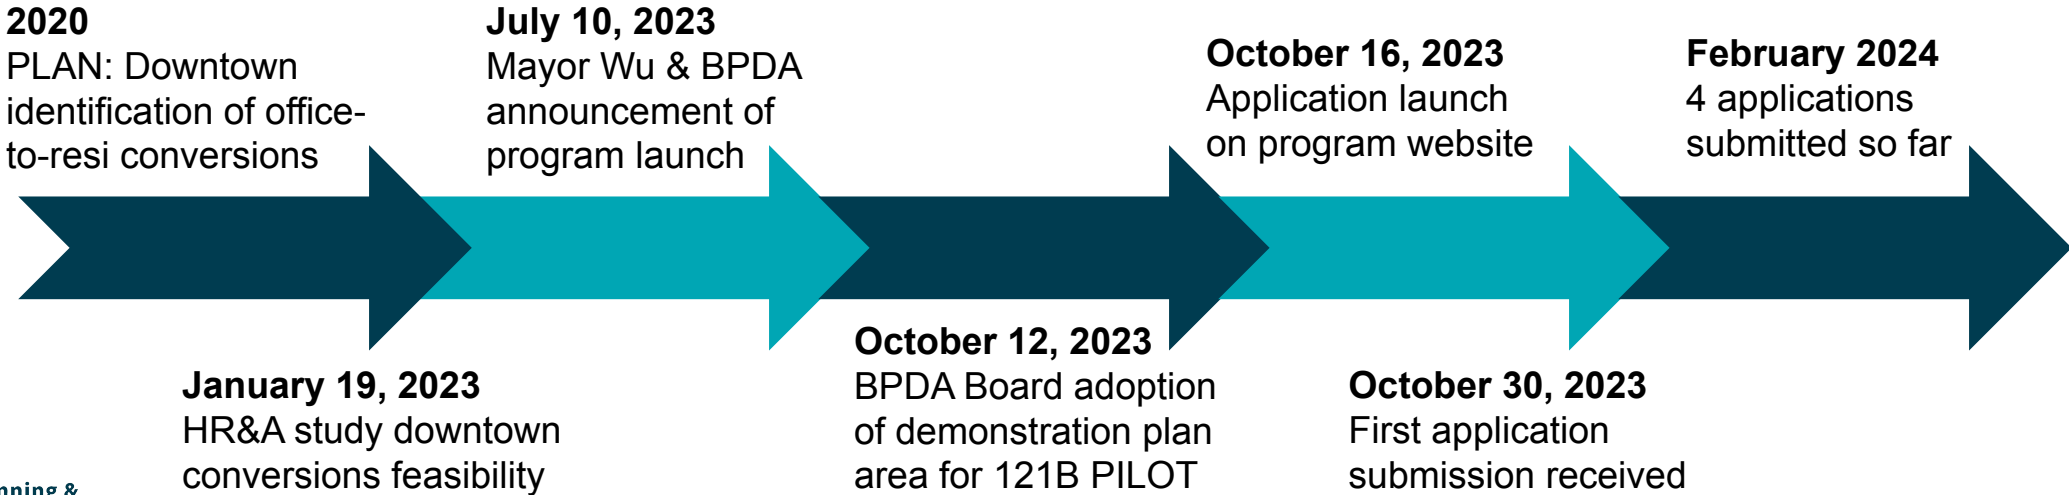 2020
PLAN: Downtown
identification of office-
to-resi conversions
January 19, 2023
HR&A study downtown
conversions feasibility
July 10, 2023
Mayor Wu & BPDA
announcement of
program launch
October 12, 2023
BPDA Board adoption
of demonstration plan
area for 121B PILOT
October 16, 2023
Application launch
on program website
October 30, 2023
First application
submission received
February 2024
4 applications
submitted so far
nning &